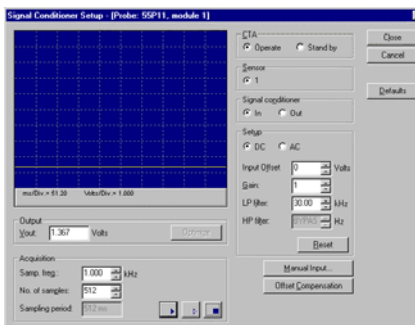 Signal Conditioner Setup - [Probe: 55P11, module 1]
CTA
Operate Stand by
Close
Cancel
Sensor
1
Defaults
Signal conditioner
In Out
Setup
DC AC
Input Offset 0 Volts
Gain: 1
LP filter: 30.00 kHz
HP filter: BYPAS Hz
Reset
ms/Div.= 51.20 Volts/Div.= 1.000
Output
Vout: 1.367 Volts Optimize
Acquisition
Samp. freq.: 1.000 kHz
No. of samples: 512
Sampling period: 512 ms
Manual Input...
Offset Compensation